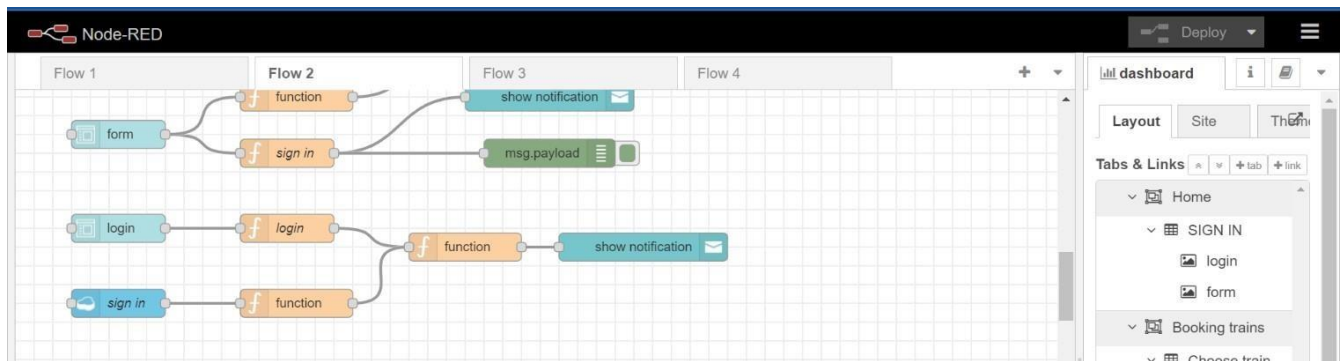 Node-RED
Deploy
Flow 1
Flow 2
Flow 3
Flow 4
dashboard
i
function
show notification
form
f
sign in
msg.payload
login
f
login
f
function
show notification
sign in
f
function
Layout
Site
Tabs & Links
tab
link
Home
SIGN IN
login
form
Booking trains
Choose train